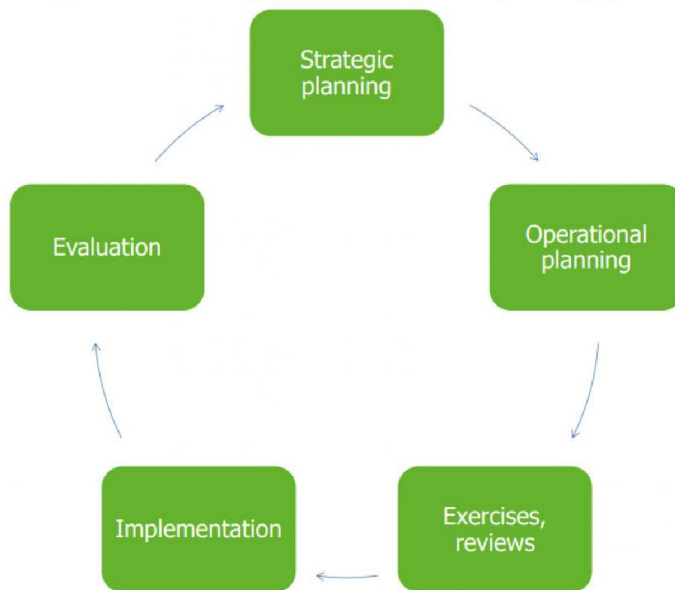 Strategic
planning
Operational
planning
Exercises,
reviews
Implementation
Evaluation